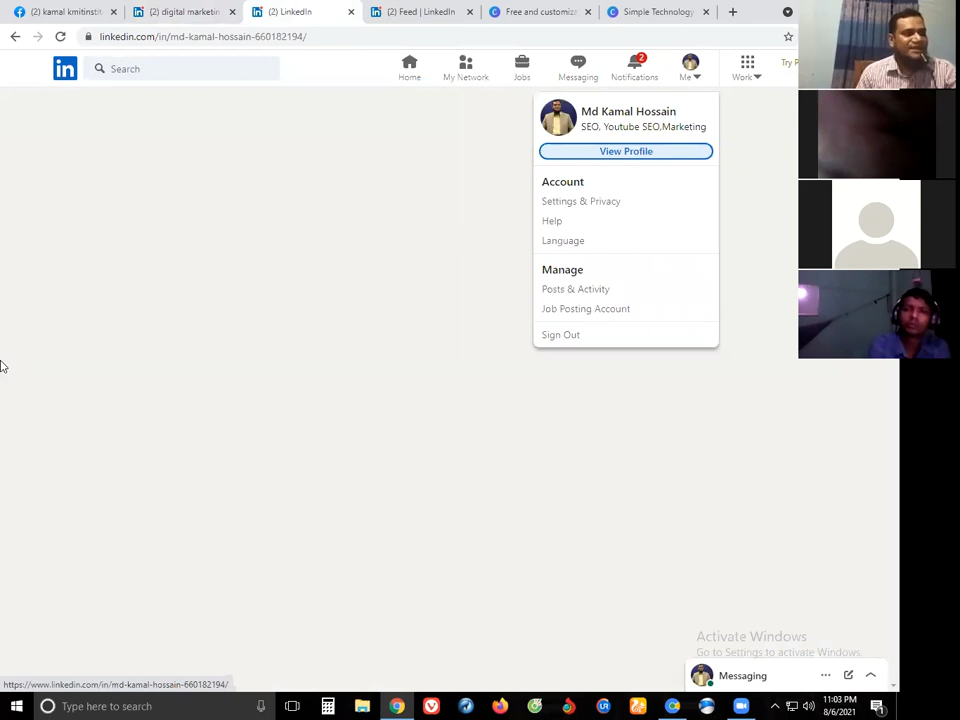 (2) kamal kmitinstit
(2) digital marketin
(2) LinkedIn
(2) Feed | LinkedIn
Free and customiz
Simple Technology
linkedin.com/in/md-kamal-hossain-660182194/
in
Search
Home
My Network
Jobs
Messaging
2
Notifications
Me
Work
Try P
Md Kamal Hossain
SEO, Youtube SEO,Marketing
View Profile
Account
Settings & Privacy
Help
Language
Manage
Posts & Activity
Job Posting Account
Sign Out
Activate Windows
Go to Settings to activate Windows.
Messaging
https://www.linkedin.com/in/md-kamal-hossain-660182194/
Type here to search
11:03 PM
8/6/2021
1